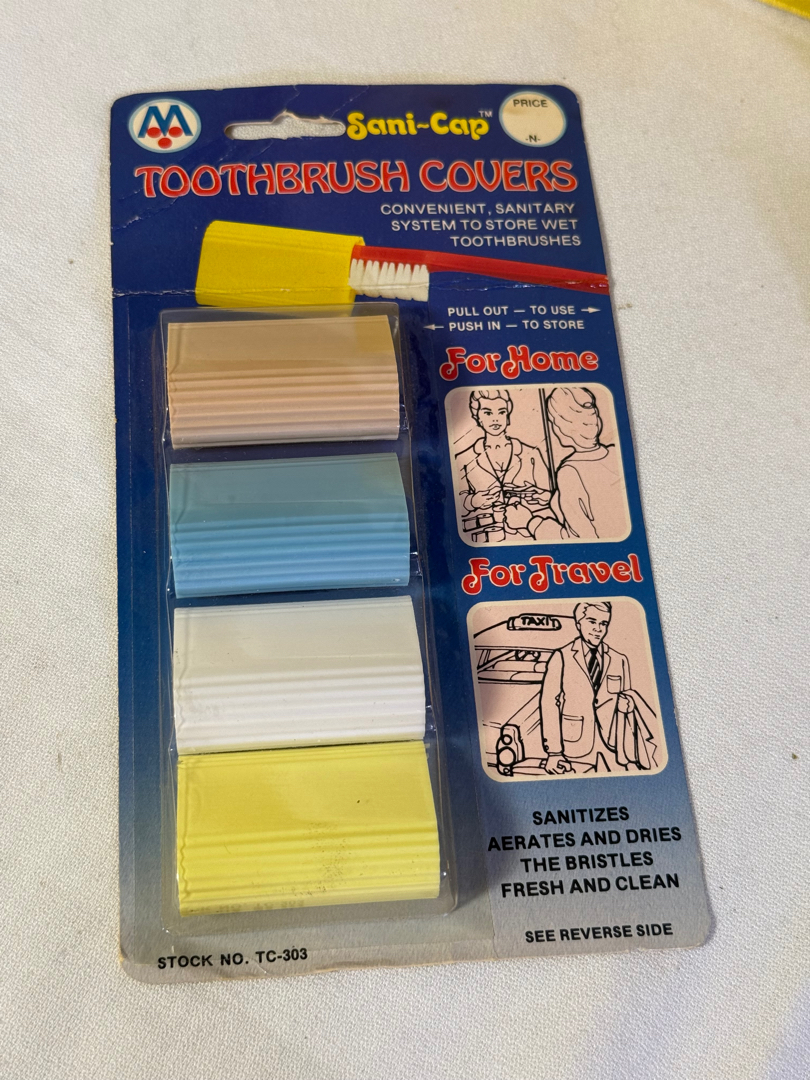 Sani-Cap™
PRICE
-N-
TOOTHBRUSH COVERS
CONVENIENT, SANITARY
SYSTEM TO STORE WET
TOOTHBRUSHES
PULL OUT — TO USE →
← PUSH IN — TO STORE
For Home
For Travel
TAXI
SANITIZES
AERATES AND DRIES
THE BRISTLES
FRESH AND CLEAN
SEE REVERSE SIDE
STOCK NO. TC-303